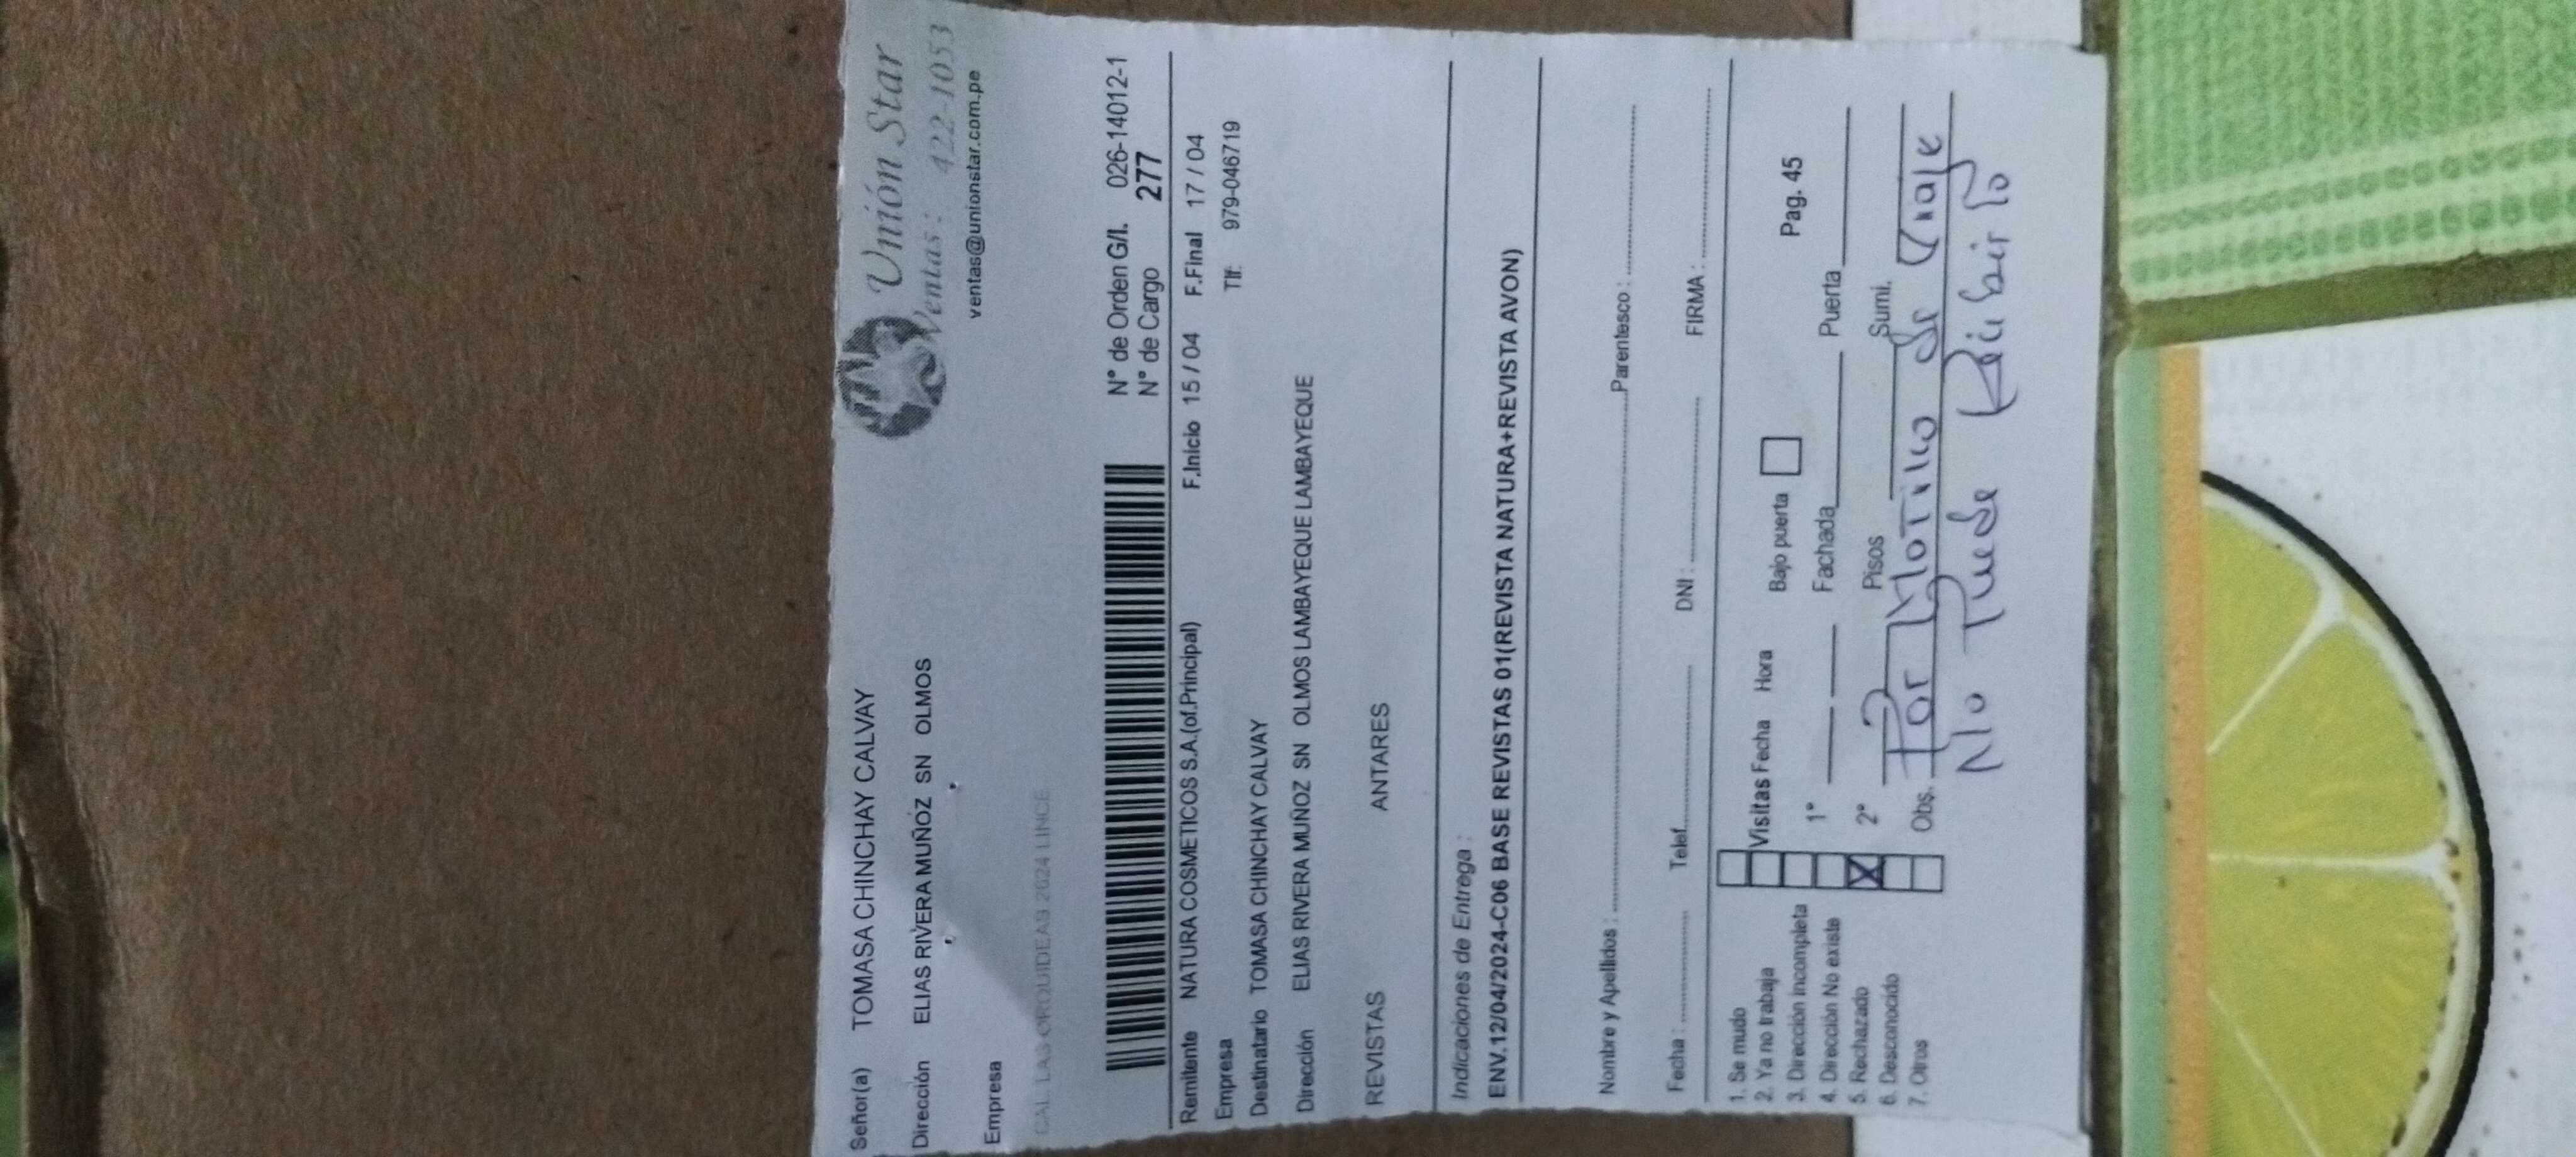 Unión Star
Ventas: 422-1053
ventas@unionstar.com.pe
Señor(a) TOMASA CHINCHAY CALVAY
Dirección ELIAS RIVERA MUÑOZ SN OLMOS
Empresa
CAL. LAS ORQUIDEAS 2624 LINCE
N° de Orden G/I. 026-14012-1
N° de Cargo 277
Remitente NATURA COSMETICOS S.A.(of.Principal) F.Inicio 15 / 04 F.Final 17 / 04
Empresa Tlf: 979-046719
Destinatario TOMASA CHINCHAY CALVAY
Dirección ELIAS RIVERA MUÑOZ SN OLMOS LAMBAYEQUE LAMBAYEQUE
REVISTAS ANTARES
Indicaciones de Entrega :
ENV.12/04/2024-C06 BASE REVISTAS 01(REVISTA NATURA+REVISTA AVON)
Nombre y Apellidos : Parentesco :
Fecha : Telef. DNI : FIRMA :
1. Se mudo
2. Ya no trabaja Visitas Fecha Hora Bajo puerta Pag. 45
3. Dirección incompleta 1° Fachada Puerta
4. Dirección No existe
5. Rechazado X 2° Pisos Sumi.
6. Desconocido
7. Otros Obs. Por Motivo de Viaje
No Puede Recibirlo